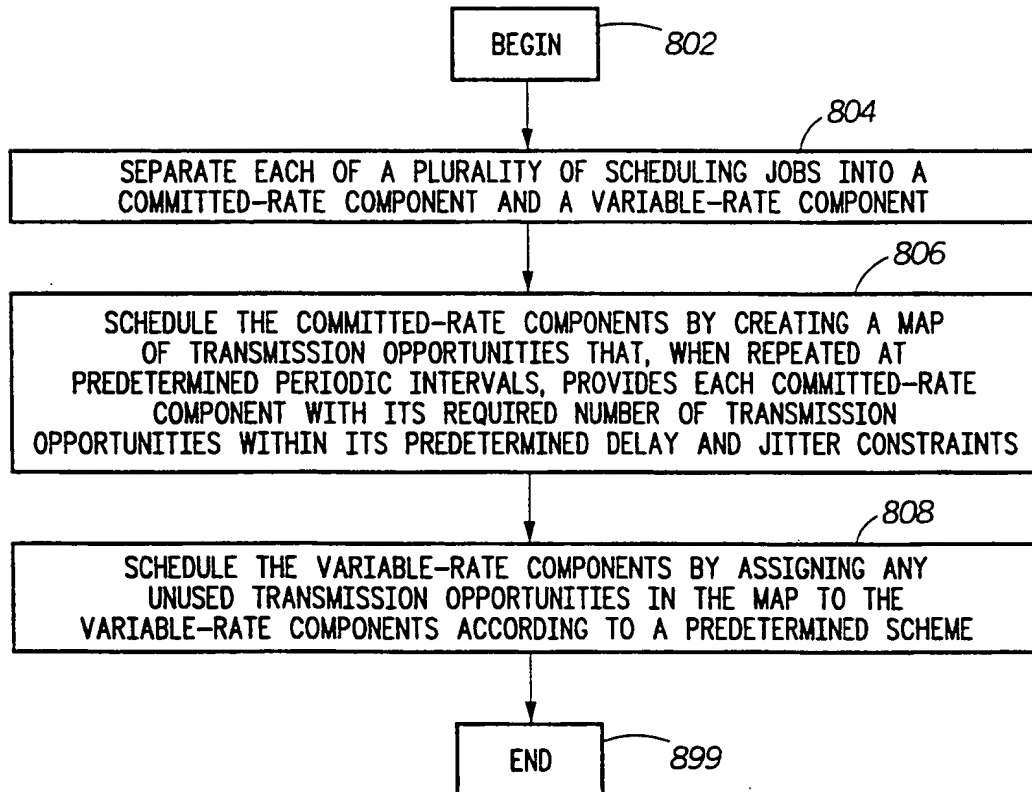 BEGIN
802
804
SEPARATE EACH OF A PLURALITY OF SCHEDULING JOBS INTO A
COMMITTED-RATE COMPONENT AND A VARIABLE-RATE COMPONENT
806
SCHEDULE THE COMMITTED-RATE COMPONENTS BY CREATING A MAP
OF TRANSMISSION OPPORTUNITIES THAT, WHEN REPEATED AT
PREDETERMINED PERIODIC INTERVALS, PROVIDES EACH COMMITTED-RATE
COMPONENT WITH ITS REQUIRED NUMBER OF TRANSMISSION
OPPORTUNITIES WITHIN ITS PREDETERMINED DELAY AND JITTER CONSTRAINTS
808
SCHEDULE THE VARIABLE-RATE COMPONENTS BY ASSIGNING ANY
UNUSED TRANSMISSION OPPORTUNITIES IN THE MAP TO THE
VARIABLE-RATE COMPONENTS ACCORDING TO A PREDETERMINED SCHEME
END
899